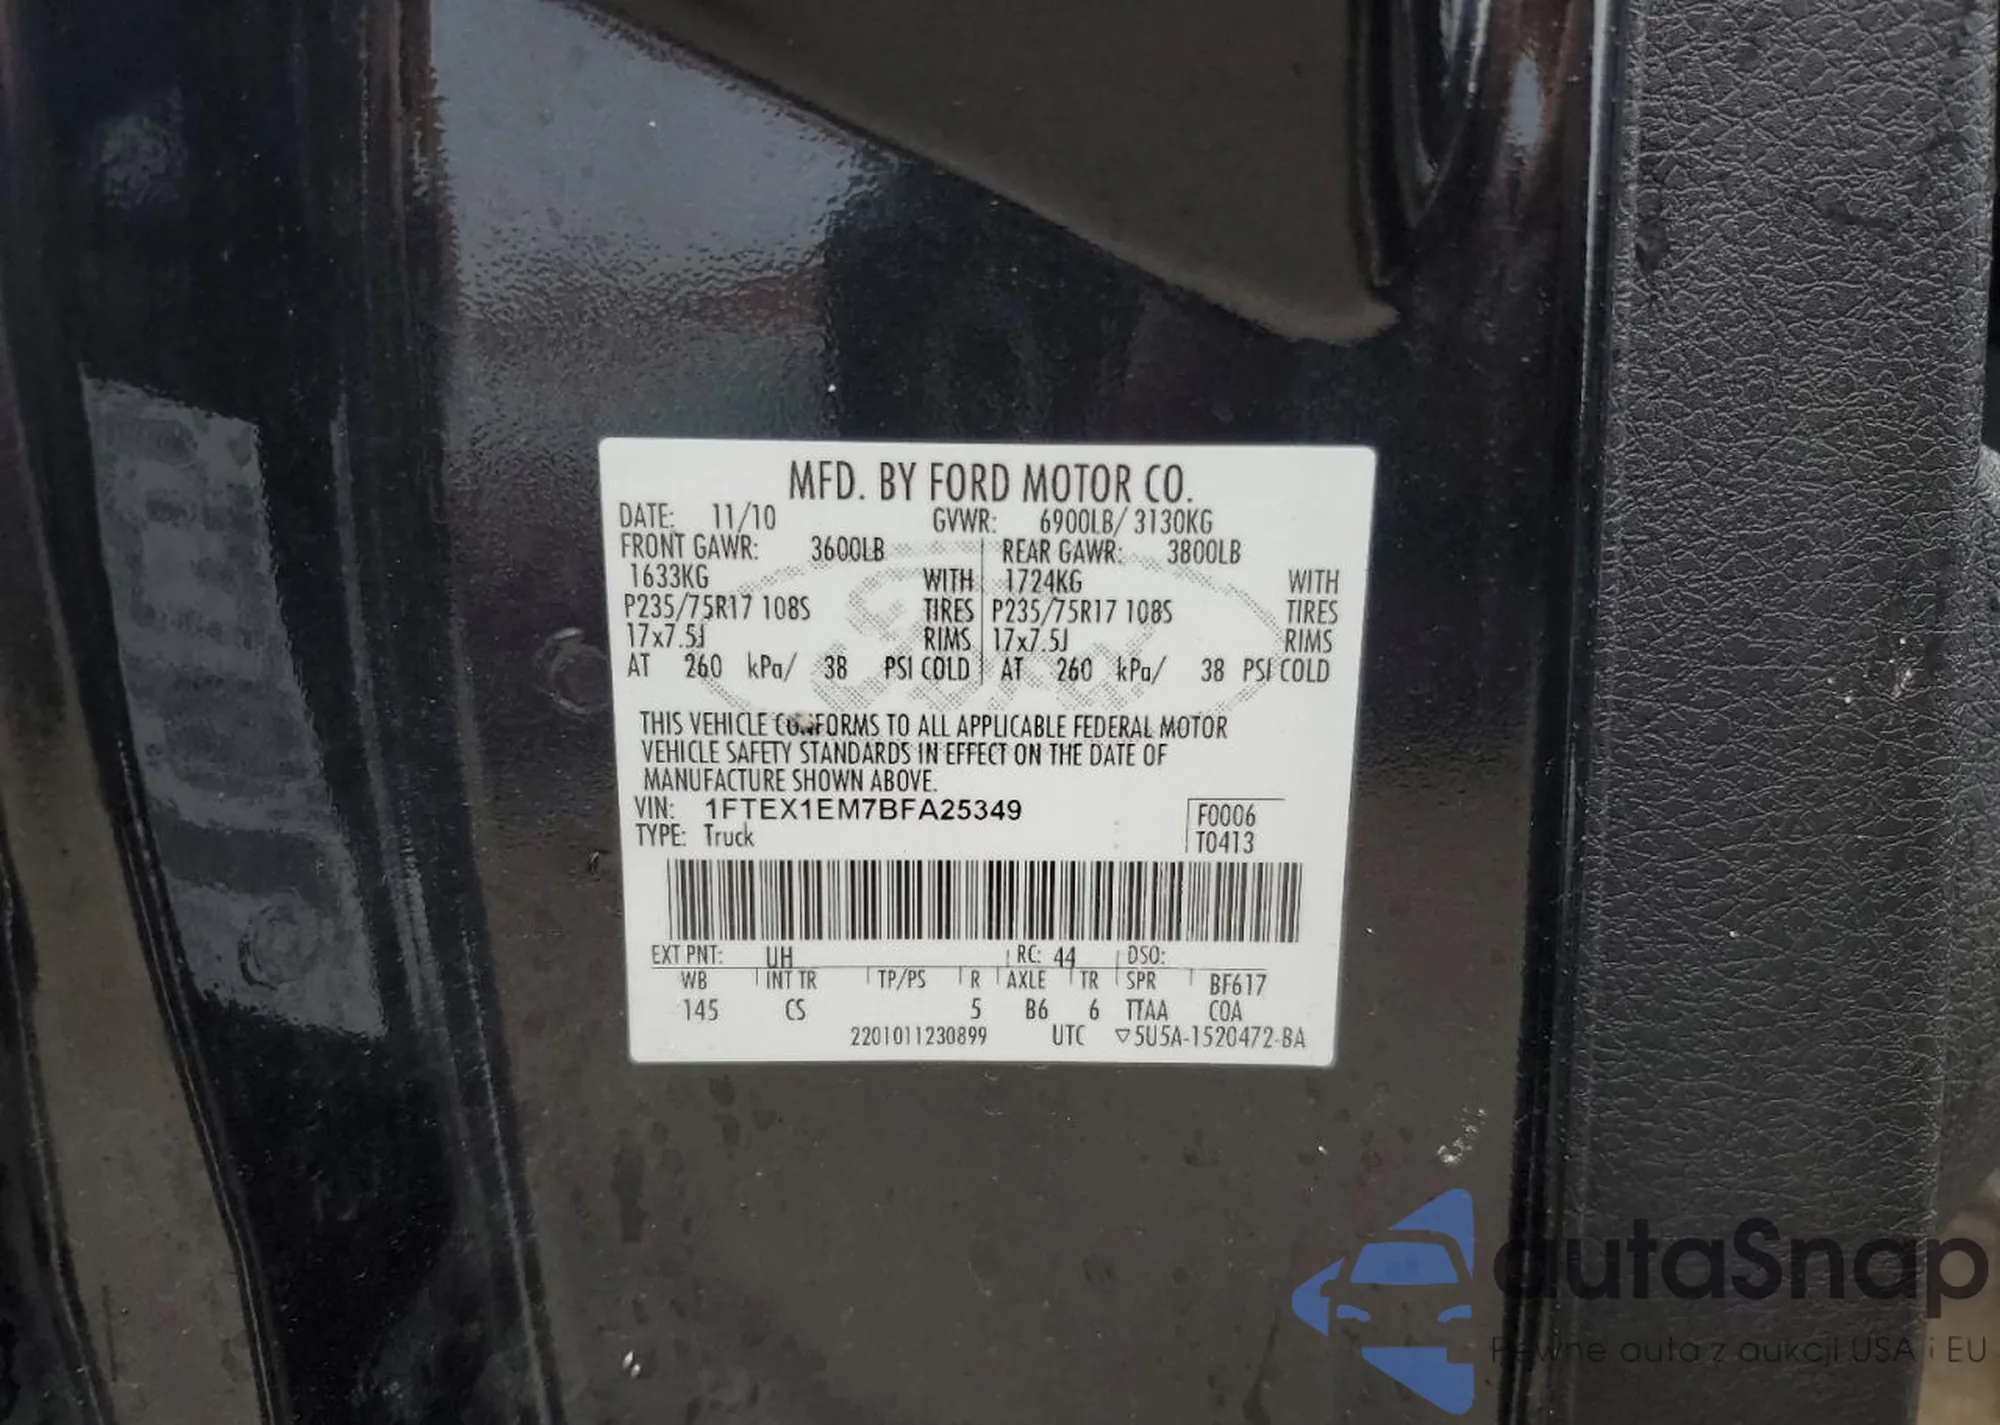 MFD. BY FORD MOTOR CO.
DATE: 11/10 GVWR: 6900LB/ 3130KG
FRONT GAWR: 3600LB REAR GAWR: 3800LB
1633KG WITH 1724KG WITH
P235/75R17 108S TIRES P235/75R17 108S TIRES
17x7.5J RIMS 17x7.5J RIMS
AT 260 kPa/ 38 PSI COLD AT 260 kPa/ 38 PSI COLD
THIS VEHICLE CONFORMS TO ALL APPLICABLE FEDERAL MOTOR
VEHICLE SAFETY STANDARDS IN EFFECT ON THE DATE OF
MANUFACTURE SHOWN ABOVE.
VIN: 1FTEX1EM7BFA25349 F0006
TYPE: Truck T0413
EXT PNT: UH RC: 44 DSO:
WB INT TR TP/PS R AXLE TR SPR BF617
145 CS 5 B6 6 TTAA COA
2201011230899 UTC ▽5U5A-1520472-BA
autaSnap
Pewne auta z aukcji USA i EU